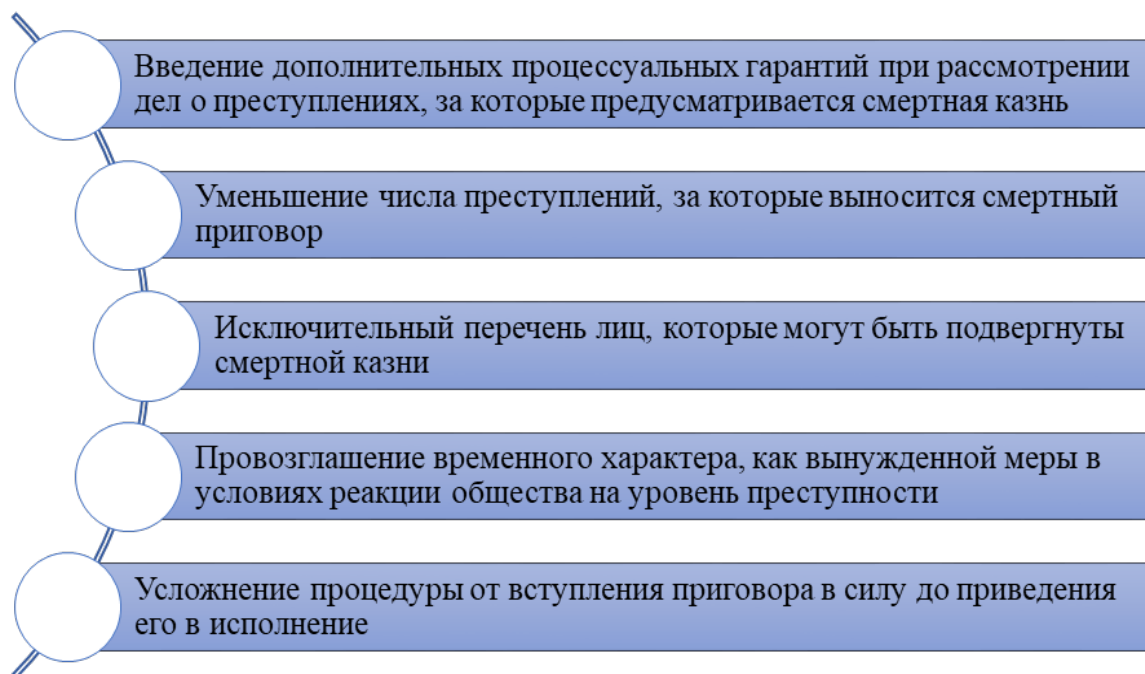 Введение дополнительных процессуальных гарантий при рассмотрении
дел о преступлениях, за которые предусматривается смертная казнь
Уменьшение числа преступлений, за которые выносится смертный
приговор
Исключительный перечень лиц, которые могут быть подвергнуты
смертной казни
Провозглашение временного характера, как вынужденной меры в
условиях реакции общества на уровень преступности
Усложнение процедуры от вступления приговора в силу до приведения
его в исполнение